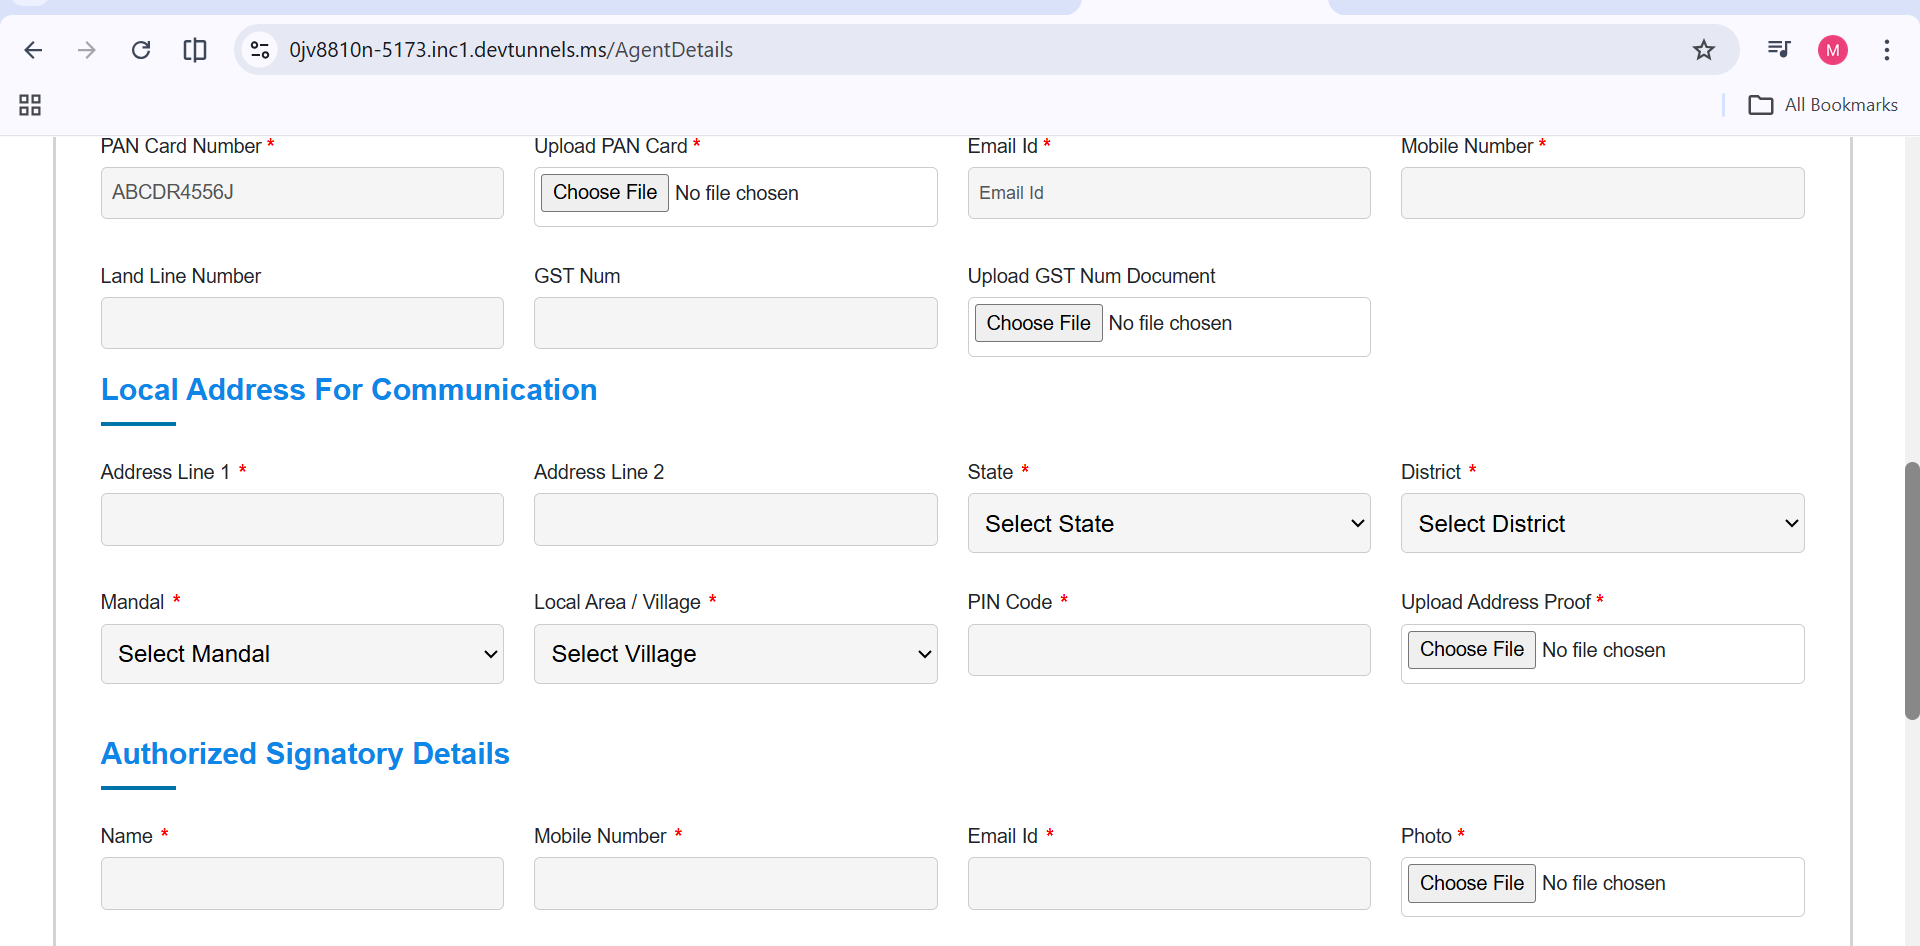 0jv8810n-5173.inc1.devtunnels.ms/AgentDetails
M
All Bookmarks
PAN Card Number * Upload PAN Card * Email Id * Mobile Number *
ABCDR4556J Choose File No file chosen Email Id
Land Line Number GST Num Upload GST Num Document
Choose File No file chosen
Local Address For Communication
Address Line 1 * Address Line 2 State * District *
Select State Select District
Mandal * Local Area / Village * PIN Code * Upload Address Proof *
Select Mandal Select Village Choose File No file chosen
Authorized Signatory Details
Name * Mobile Number * Email Id * Photo *
Choose File No file chosen